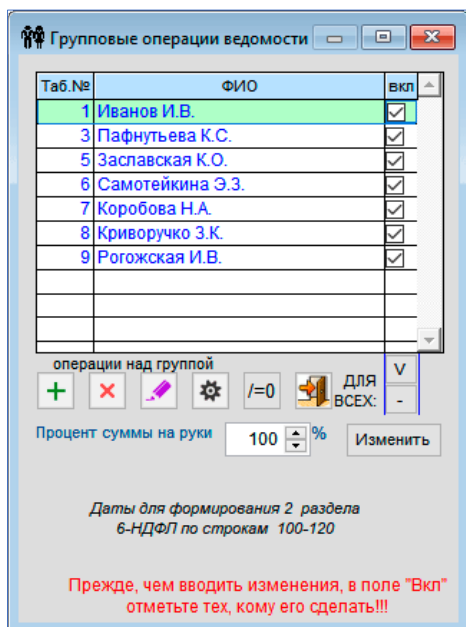 Групповые операции ведомости
Таб.№ ФИО вкл
1 Иванов И.В.
3 Пафнутьева К.С.
5 Заславская К.О.
6 Самотейкина Э.З.
7 Коробова Н.А.
8 Криворучко З.К.
9 Рогожская И.В.
операции над группой
/=0 ДЛЯ ВСЕХ: V -
Процент суммы на руки 100 % Изменить
Даты для формирования 2 раздела
6-НДФЛ по строкам 100-120
Прежде, чем вводить изменения, в поле "Вкл"
отметьте тех, кому его сделать!!!